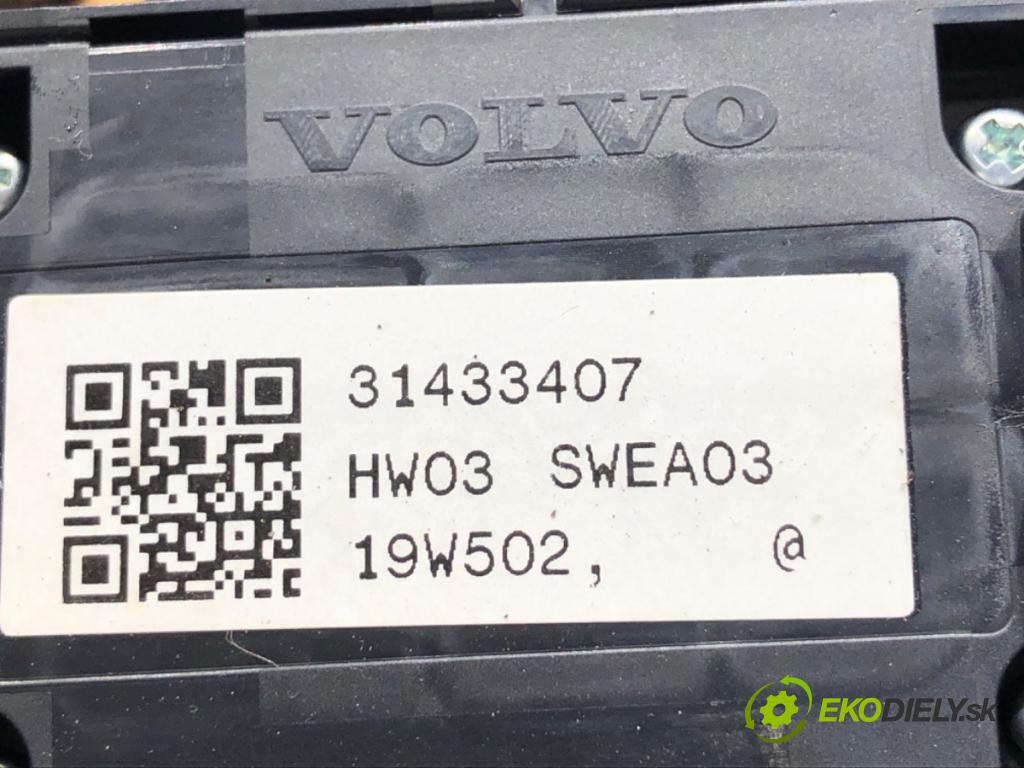 VOLVO
31433407
HW03 SWEA03
19W502, @
EKODIELY.sk